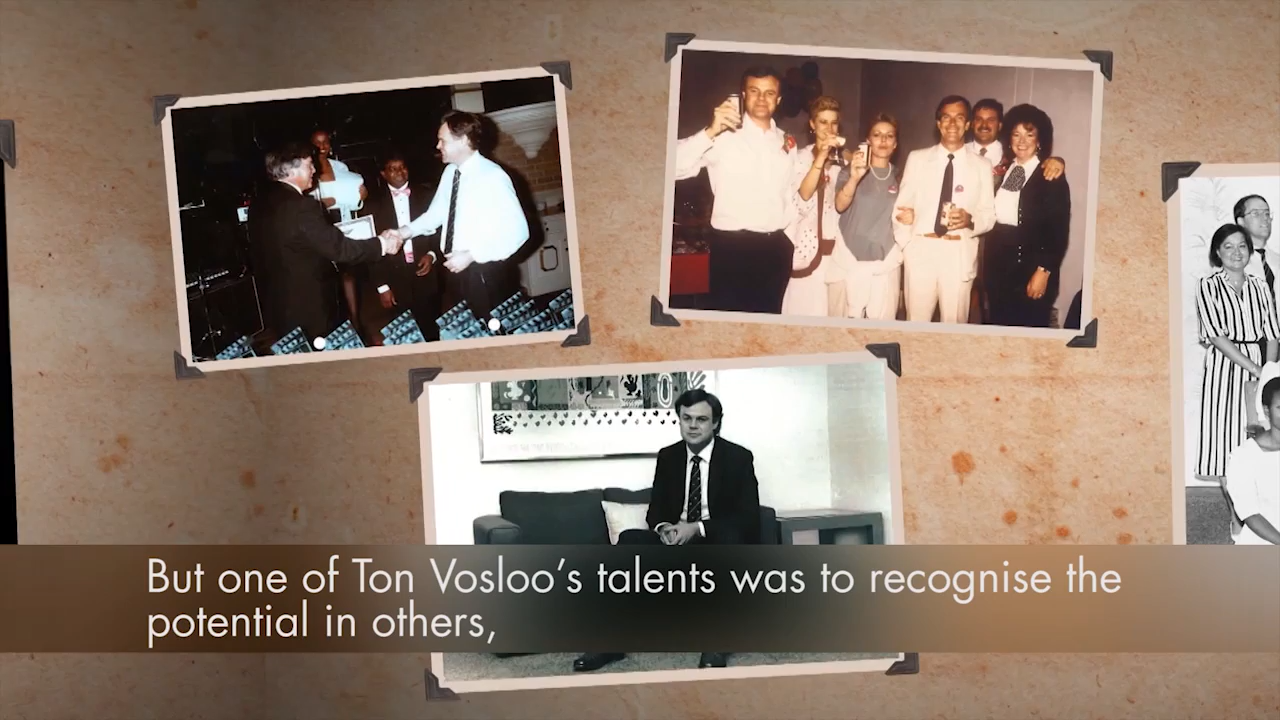 But one of Ton Vosloo's talents was to recognise the
potential in others,